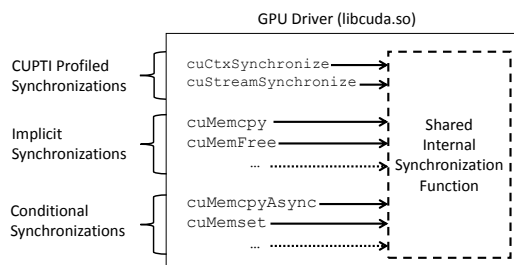 GPU Driver (libcuda.so)
CUPTI Profiled
Synchronizations
cuCtxSynchronize
cuStreamSynchronize
Implicit
Synchronizations
cuMemcpy
cuMemFree
…
Conditional
Synchronizations
cuMemcpyAsync
cuMemset
…
Shared
Internal
Synchronization
Function